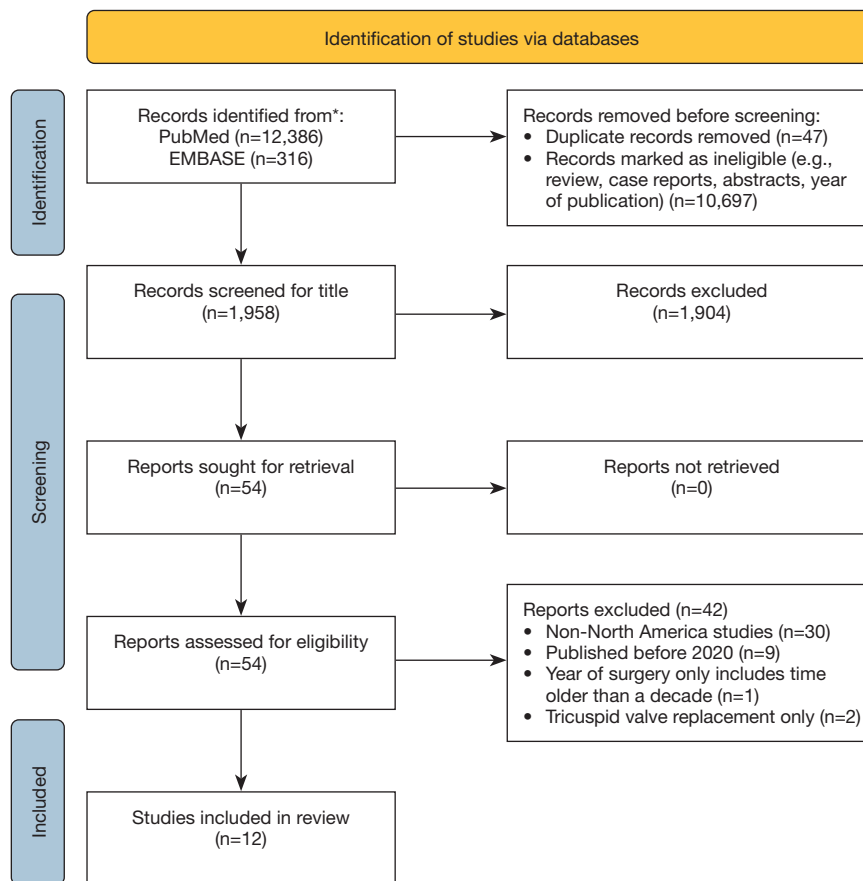 Identification of studies via databases
Identification
Records identified from*:
PubMed (n=12,386)
EMBASE (n=316)
Records removed before screening:
• Duplicate records removed (n=47)
• Records marked as ineligible (e.g.,
review, case reports, abstracts, year
of publication) (n=10,697)
Screening
Records screened for title
(n=1,958)
Records excluded
(n=1,904)
Reports sought for retrieval
(n=54)
Reports not retrieved
(n=0)
Reports assessed for eligibility
(n=54)
Reports excluded (n=42)
• Non-North America studies (n=30)
• Published before 2020 (n=9)
• Year of surgery only includes time
older than a decade (n=1)
• Tricuspid valve replacement only (n=2)
Included
Studies included in review
(n=12)